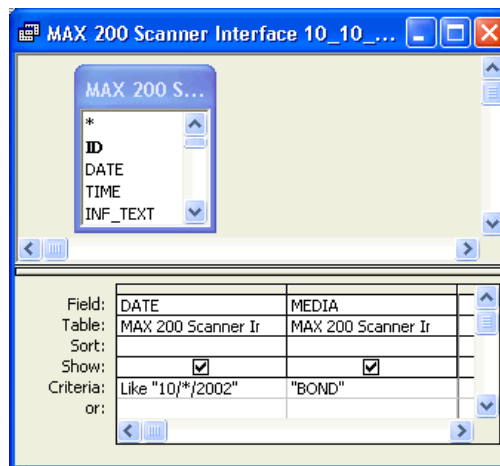 MAX 200 Scanner Interface 10_10_...
MAX 200 S...
*
ID
DATE
TIME
INF_TEXT
Field: DATE MEDIA
Table: MAX 200 Scanner Ir MAX 200 Scanner Ir
Sort:
Show:
Criteria: Like "10/*/2002" "BOND"
or: